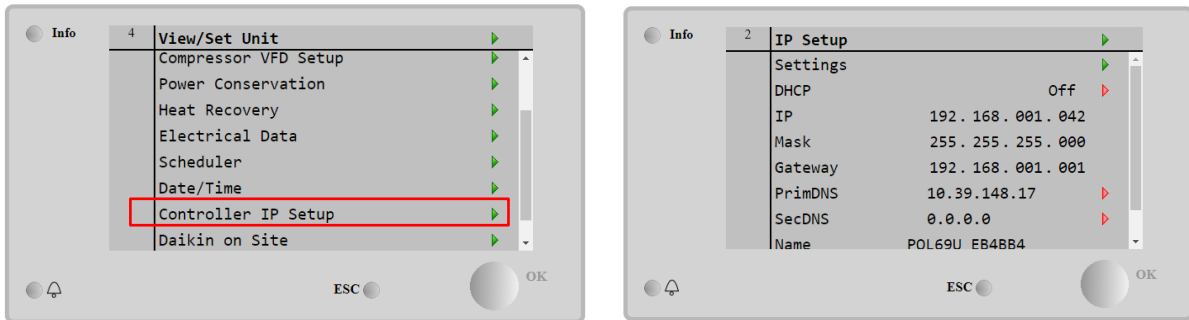 Info
4 View/Set Unit
Compressor VFD Setup
Power Conservation
Heat Recovery
Electrical Data
Scheduler
Date/Time
Controller IP Setup
Daikin on Site
ESC
OK
Info
2 IP Setup
Settings
DHCP Off
IP 192.168.001.042
Mask 255.255.255.000
Gateway 192.168.001.001
PrimDNS 10.39.148.17
SecDNS 0.0.0.0
Name POL69U_EB4BB4
ESC
OK